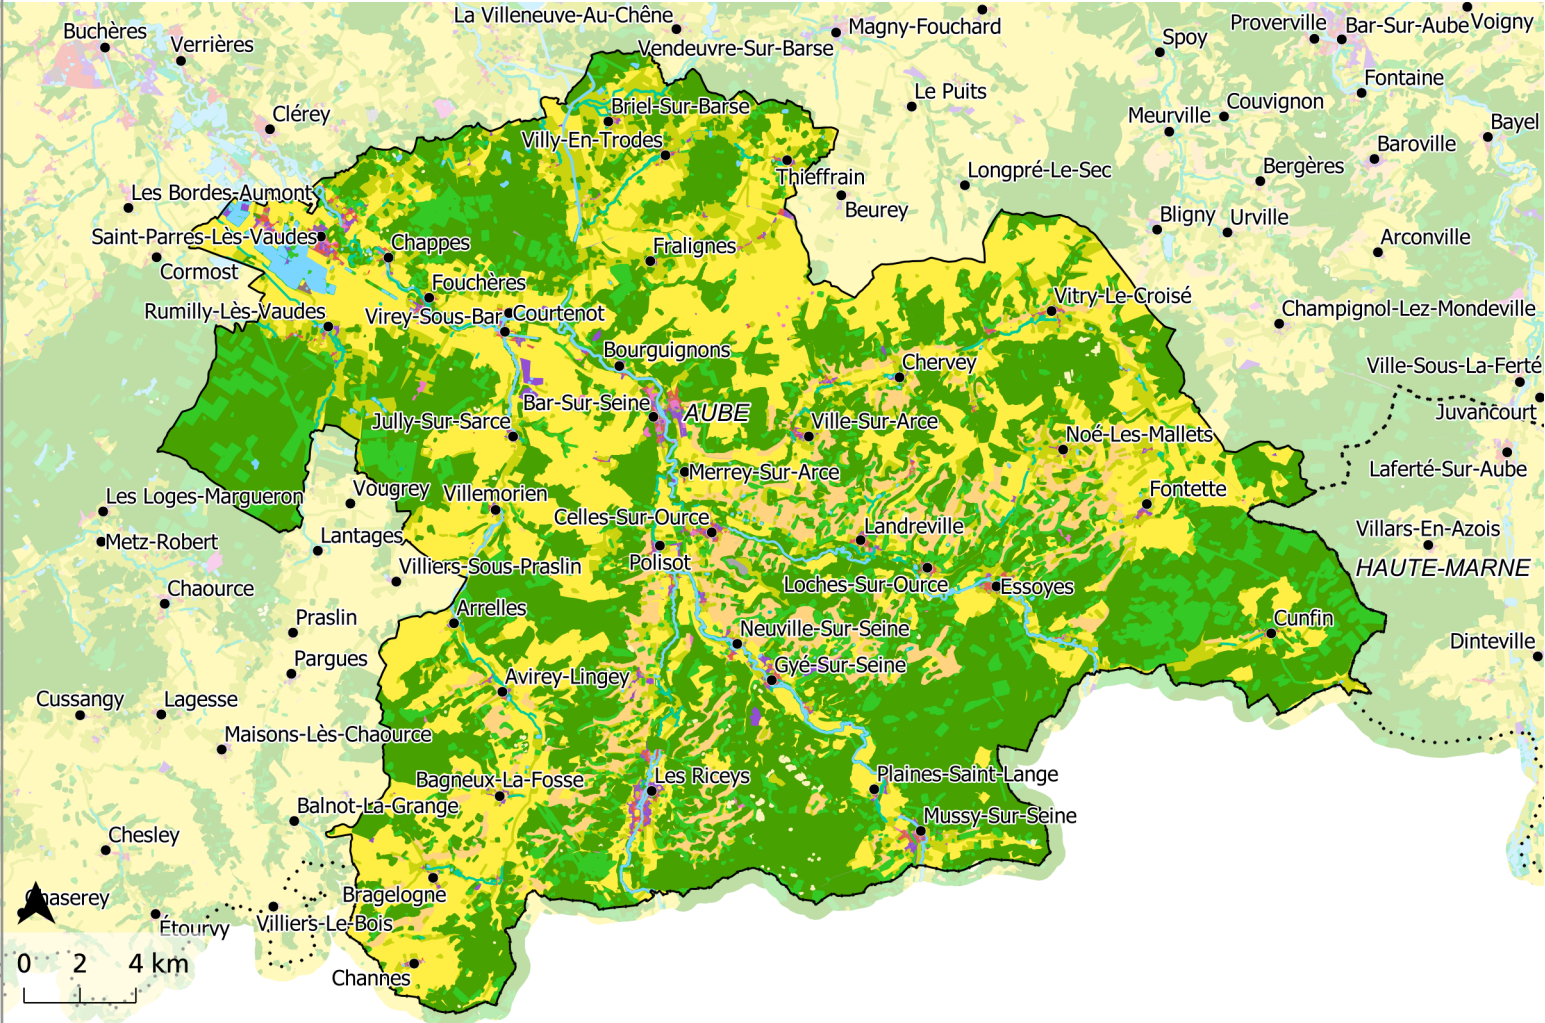 La Villeneuve-Au-Chêne
Magny-Fouchard
Proverville
Bar-Sur-Aube
Voigny
Buchères
Verrières
Vendeuvre-Sur-Barse
Spoy
Fontaine
Le Puits
Couvignon
Clérey
Briel-Sur-Barse
Meurville
Bayel
Villy-En-Trodes
Baroville
Thieffrain
Longpré-Le-Sec
Bergères
Les Bordes-Aumont
Beurey
Bligny
Urville
Saint-Parres-Lès-Vaudes
Chappes
Fralignes
Arconville
Cormost
Fouchères
Vitry-Le-Croisé
Rumilly-Lès-Vaudes
Virey-Sous-Bar
Courtenot
Champignol-Lez-Mondeville
Bourguignons
Chervey
Ville-Sous-La-Ferté
Bar-Sur-Seine
AUBE
Juvancourt
Jully-Sur-Sarce
Ville-Sur-Arce
Noé-Les-Mallets
Merrey-Sur-Arce
Laferté-Sur-Aube
Les Loges-Margueron
Vougrey
Villemorien
Fontette
Celles-Sur-Ource
Landreville
Villars-En-Azois
Metz-Robert
Lantages
Villiers-Sous-Praslin
Polisot
Loches-Sur-Ource
Essoyes
HAUTE-MARNE
Chaource
Praslin
Arrelles
Neuville-Sur-Seine
Cunfin
Dinteville
Pargues
Avirey-Lingey
Gyé-Sur-Seine
Cussangy
Lagesse
Maisons-Lès-Chaource
Bagneux-La-Fosse
Les Riceys
Plaines-Saint-Lange
Balnot-La-Grange
Mussy-Sur-Seine
Chesley
Bragelogne
Chaserey
Étourvy
Villiers-Le-Bois
Channes
0 2 4 km